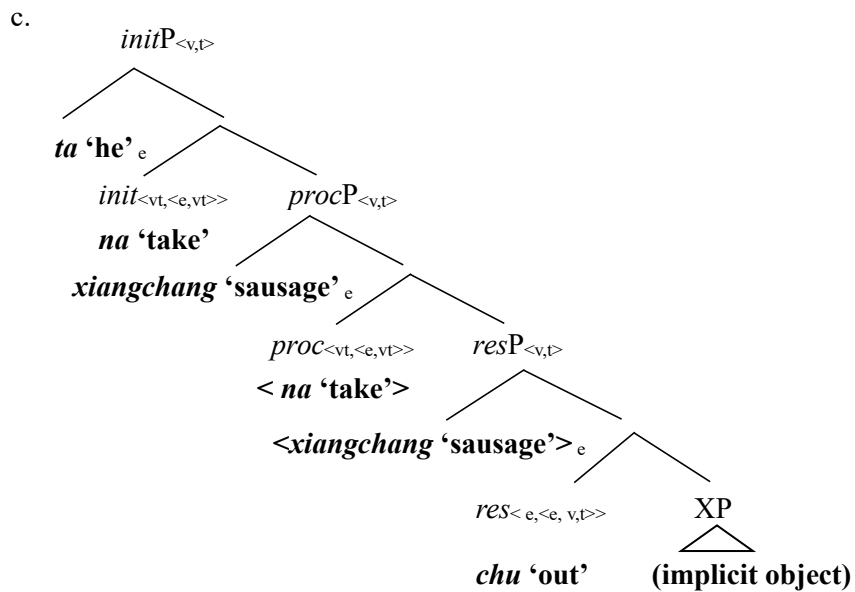 c.
initP<v,t>
ta ‘he’ e
init<vt,<e,vt>> procP<v,t>
na ‘take’
xiangchang ‘sausage’ e
proc<vt,<e,vt>> resP<v,t>
< na ‘take’>
<xiangchang ‘sausage’> e
res< e,<e, v,t>> XP
chu ‘out’ (implicit object)